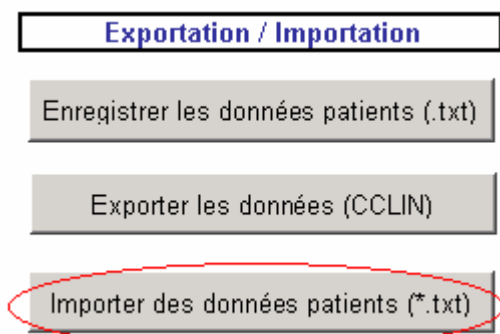 Exportation / Importation
Enregistrer les données patients (.txt)
Exporter les données (CCLIN)
Importer des données patients (*.txt)